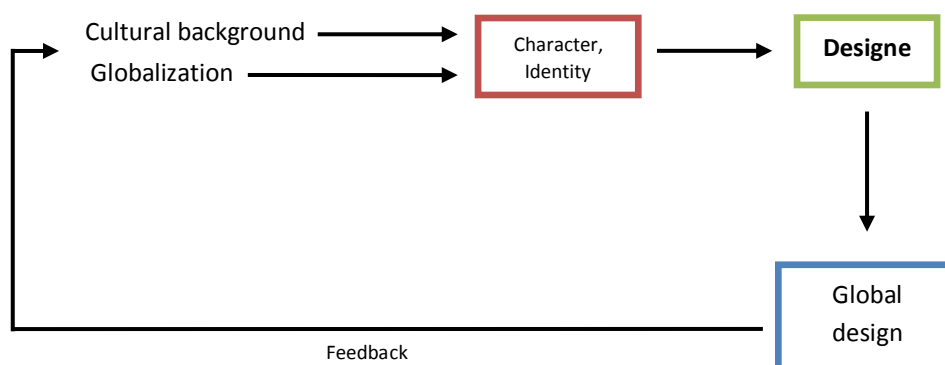 Cultural background
Globalization
Character,
Identity
Designe
Global
design
Feedback